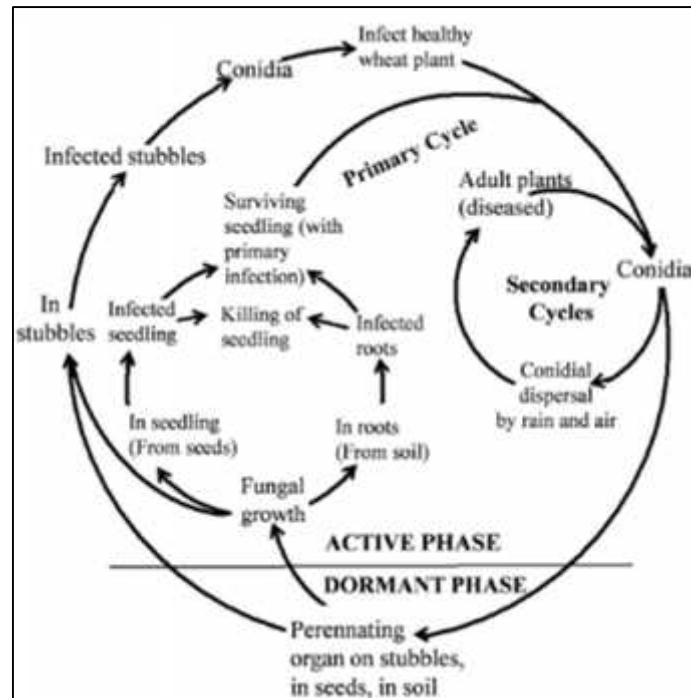 Infect healthy
wheat plant
Conidia
Infected stubbles
Primary Cycle
Adult plants
(diseased)
Surviving
seedling (with
primary
infection)
Conidia
Secondary
Cycles
In
stubbles
Infected
seedling
Killing of
seedling
Infected
roots
Conidial
dispersal
by rain and air
In seedling
(From seeds)
In roots
(From soil)
Fungal
growth
ACTIVE PHASE
DORMANT PHASE
Perennating
organ on stubbles,
in seeds, in soil